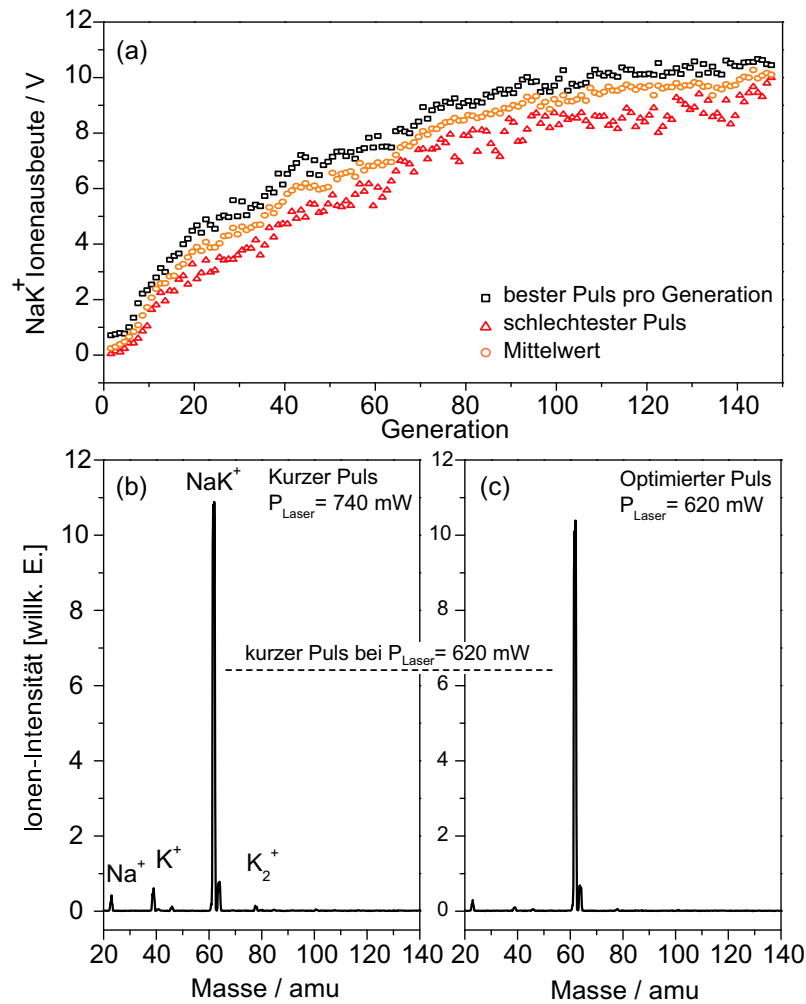 (a)
NaK+ Ionenausbeute / V
12
10
8
6
4
2
0
bester Puls pro Generation
schlechtester Puls
Mittelwert
0 20 40 60 80 100 120 140
Generation
(b)
NaK+
Kurzer Puls
PLaser= 740 mW
(c)
Optimierter Puls
PLaser= 620 mW
Ionen-Intensität [willk. E.]
12
10
8
6
4
2
0
12
10
8
6
4
2
0
kurzer Puls bei PLaser= 620 mW
Na+
K+
K2+
20 40 60 80 100 120 140
20 40 60 80 100 120 140
Masse / amu
Masse / amu